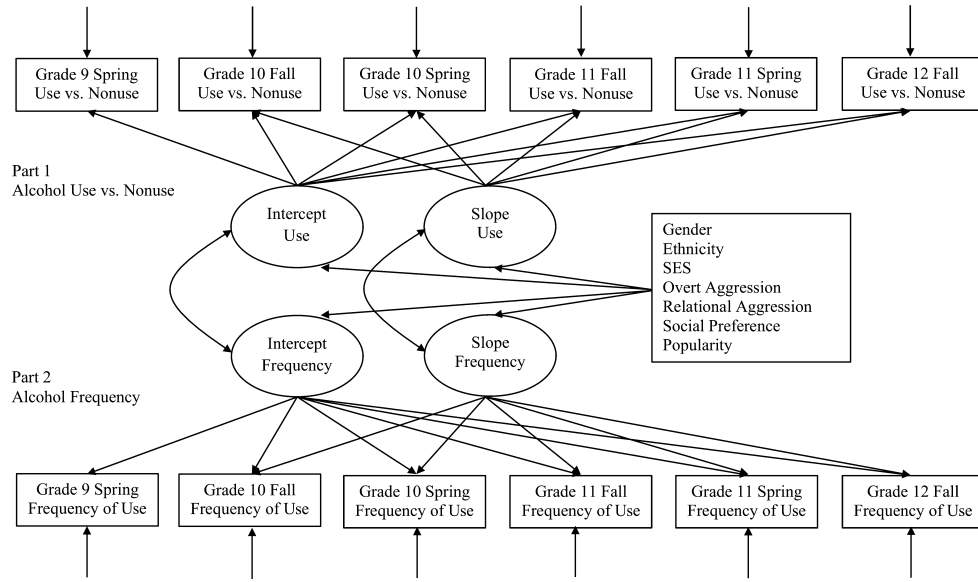 Grade 9 Spring
Use vs. Nonuse
Grade 10 Fall
Use vs. Nonuse
Grade 10 Spring
Use vs. Nonuse
Grade 11 Fall
Use vs. Nonuse
Grade 11 Spring
Use vs. Nonuse
Grade 12 Fall
Use vs. Nonuse
Part 1
Alcohol Use vs. Nonuse
Intercept
Use
Slope
Use
Gender
Ethnicity
SES
Overt Aggression
Relational Aggression
Social Preference
Popularity
Intercept
Frequency
Slope
Frequency
Part 2
Alcohol Frequency
Grade 9 Spring
Frequency of Use
Grade 10 Fall
Frequency of Use
Grade 10 Spring
Frequency of Use
Grade 11 Fall
Frequency of Use
Grade 11 Spring
Frequency of Use
Grade 12 Fall
Frequency of Use